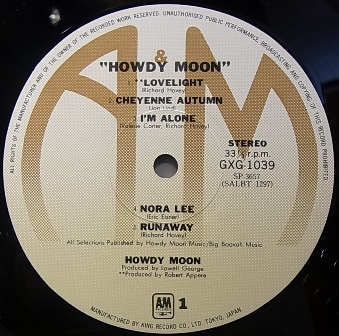 ALL RIGHTS OF THE MANUFACTURER AND OF THE OWNER OF THE RECORDED WORK RESERVED. UNAUTHORISED PUBLIC PERFORMANCE, BROADCASTING AND COPYING OF THIS RECORD PROHIBITED.
A&M
"HOWDY MOON"
1 **LOVELIGHT
(Richard Hovey)
2 CHEYENNE AUTUMN
(Jon Lind)
3 I'M ALONE
(Valerie Carter, Richard Hovey)
STEREO
33⅓ r.p.m.
GXG-1039
SP-3657
(SALBT 1297)
4 NORA LEE
(Eric Eisner)
5 RUNAWAY
(Richard Hovey)
All Selections Published by Howdy Moon Music/Big Boovah Music
HOWDY MOON
Produced by Lowell George
**Produced by Robert Appere
A&M
RECORDS
1
MANUFACTURED BY KING RECORD CO, LTD. TOKYO, JAPAN